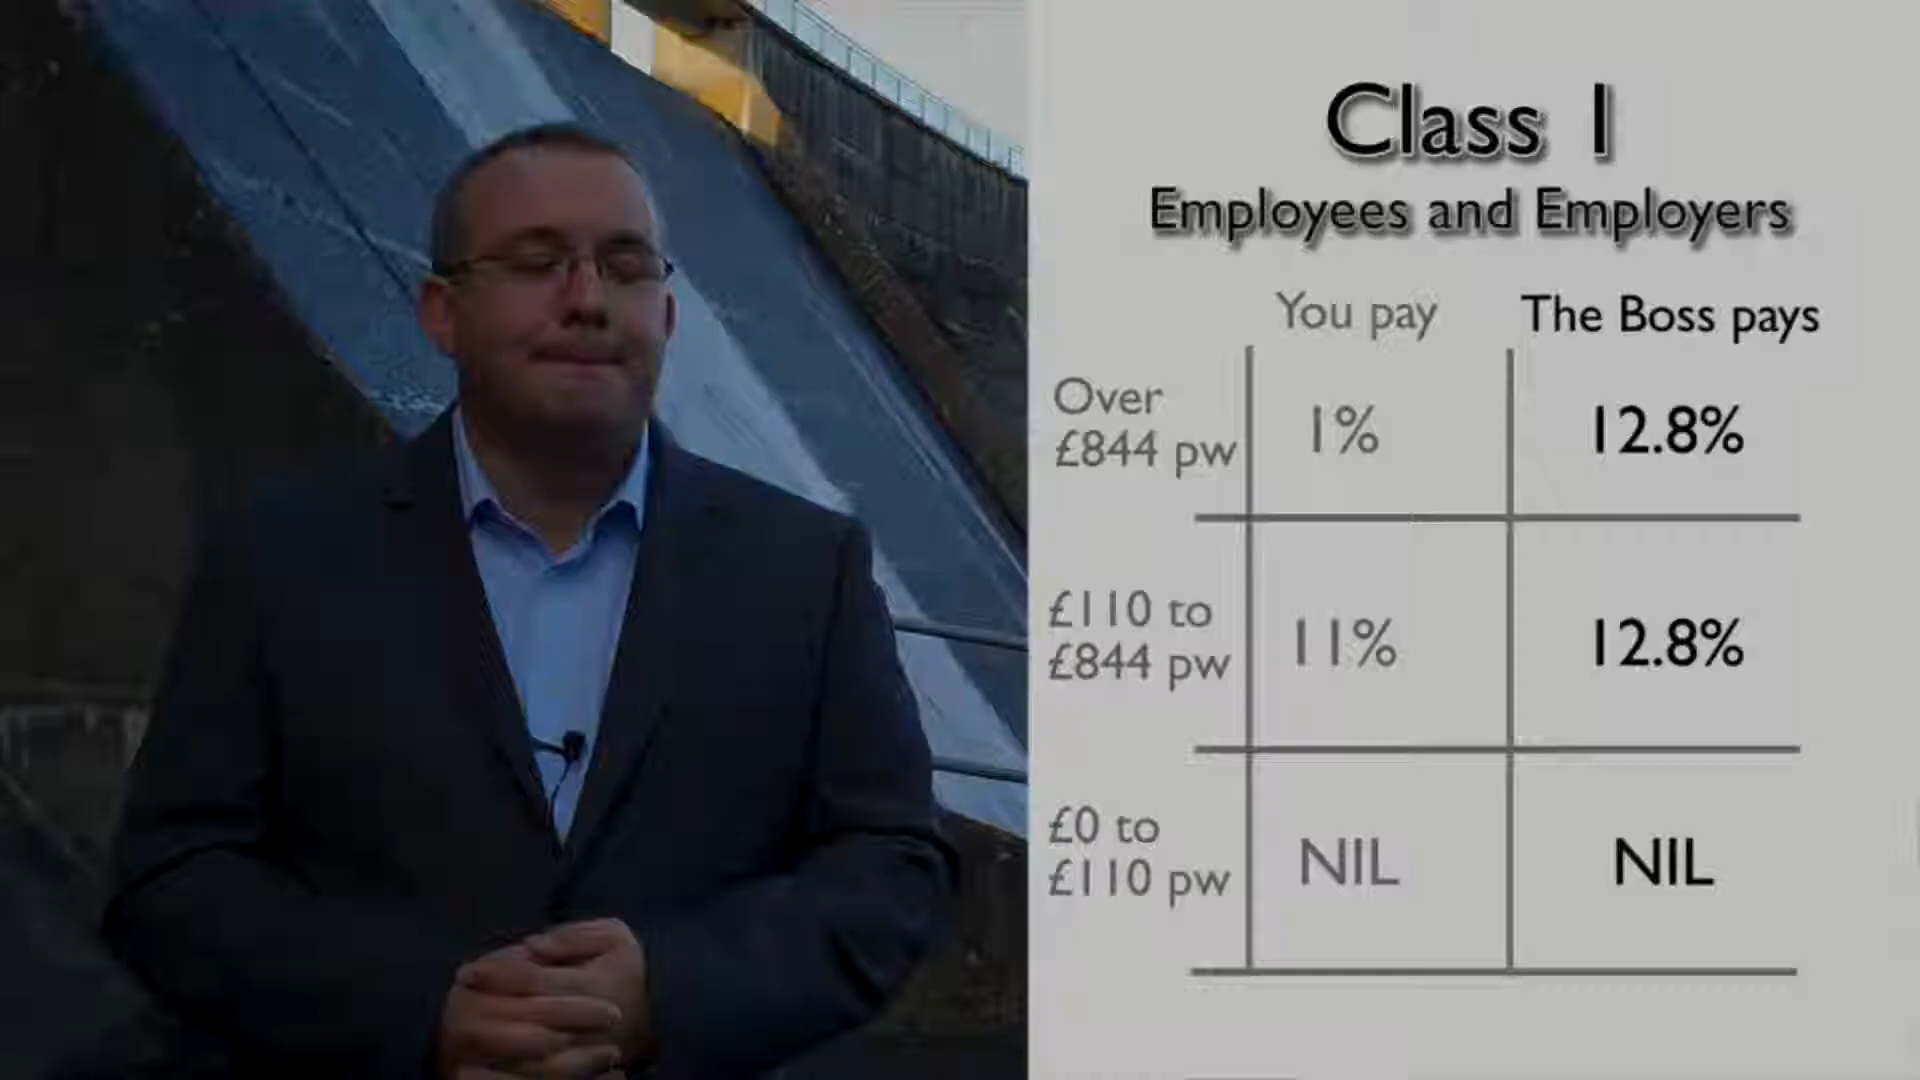 Class 1
Employees and Employers
You pay The Boss pays
Over
£844 pw 1% 12.8%
£110 to
£844 pw 11% 12.8%
£0 to
£110 pw NIL NIL